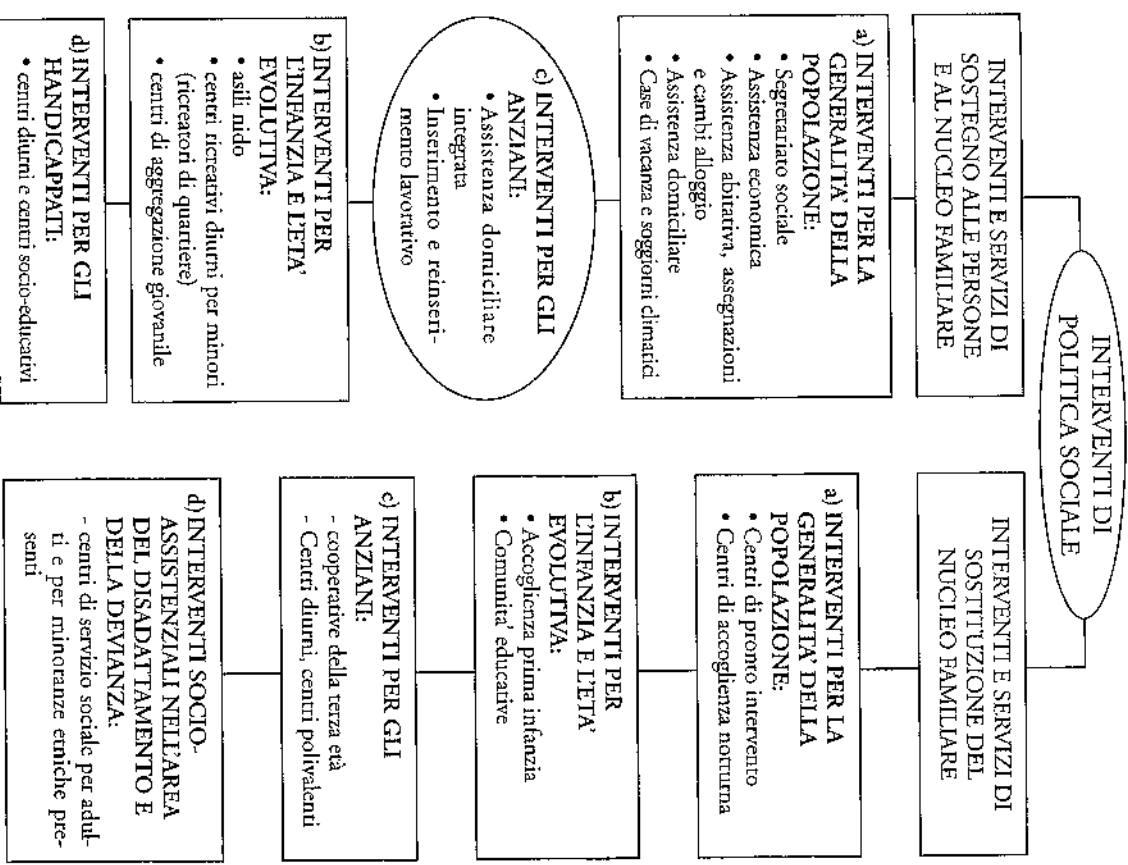 INTERVENTI DI
POLITICA SOCIALE
INTERVENTI E SERVIZI DI
SOSTEGNO ALLE PERSONE
E AL NUCLEO FAMILIARE
a) INTERVENTI PER LA
GENERALITA' DELLA
POPOLAZIONE:
• Segretariato sociale
• Assistenza economica
• Assistenza abitativa, assegnazioni
e cambi alloggio
• Assistenza domiciliare
• Case di vacanza e soggiorni climatici
c) INTERVENTI PER GLI
ANZIANI:
• Assistenza domiciliare
integrata
• Inserimento e reinseri-
mento lavorativo
b) INTERVENTI PER
L'INFANZIA E L'ETA'
EVOLUTIVA:
• asili nido
• centri ricreativi diurni per minori
(ricreatori di quartiere)
• centri di aggregazione giovanile
d) INTERVENTI PER GLI
HANDICAPPATI:
• centri diurni e centri socio-educativi
INTERVENTI E SERVIZI DI
SOSTITUZIONE DEL
NUCLEO FAMILIARE
a) INTERVENTI PER LA
GENERALITA' DELLA
POPOLAZIONE:
• Centri di pronto intervento
• Centri di accoglienza notturna
b) INTERVENTI PER
L'INFANZIA E L'ETA'
EVOLUTIVA:
• Accoglienza prima infanzia
• Comunita' educative
c) INTERVENTI PER GLI
ANZIANI:
- cooperative della terza età
- Centri diurni, centri polivalenti
d) INTERVENTI SOCIO-
ASSISTENZIALI NELL'AREA
DEL DISADATTAMENTO E
DELLA DEVIANZA:
- centri di servizio sociale per adul-
ti e per minoranze etniche pre-
senti